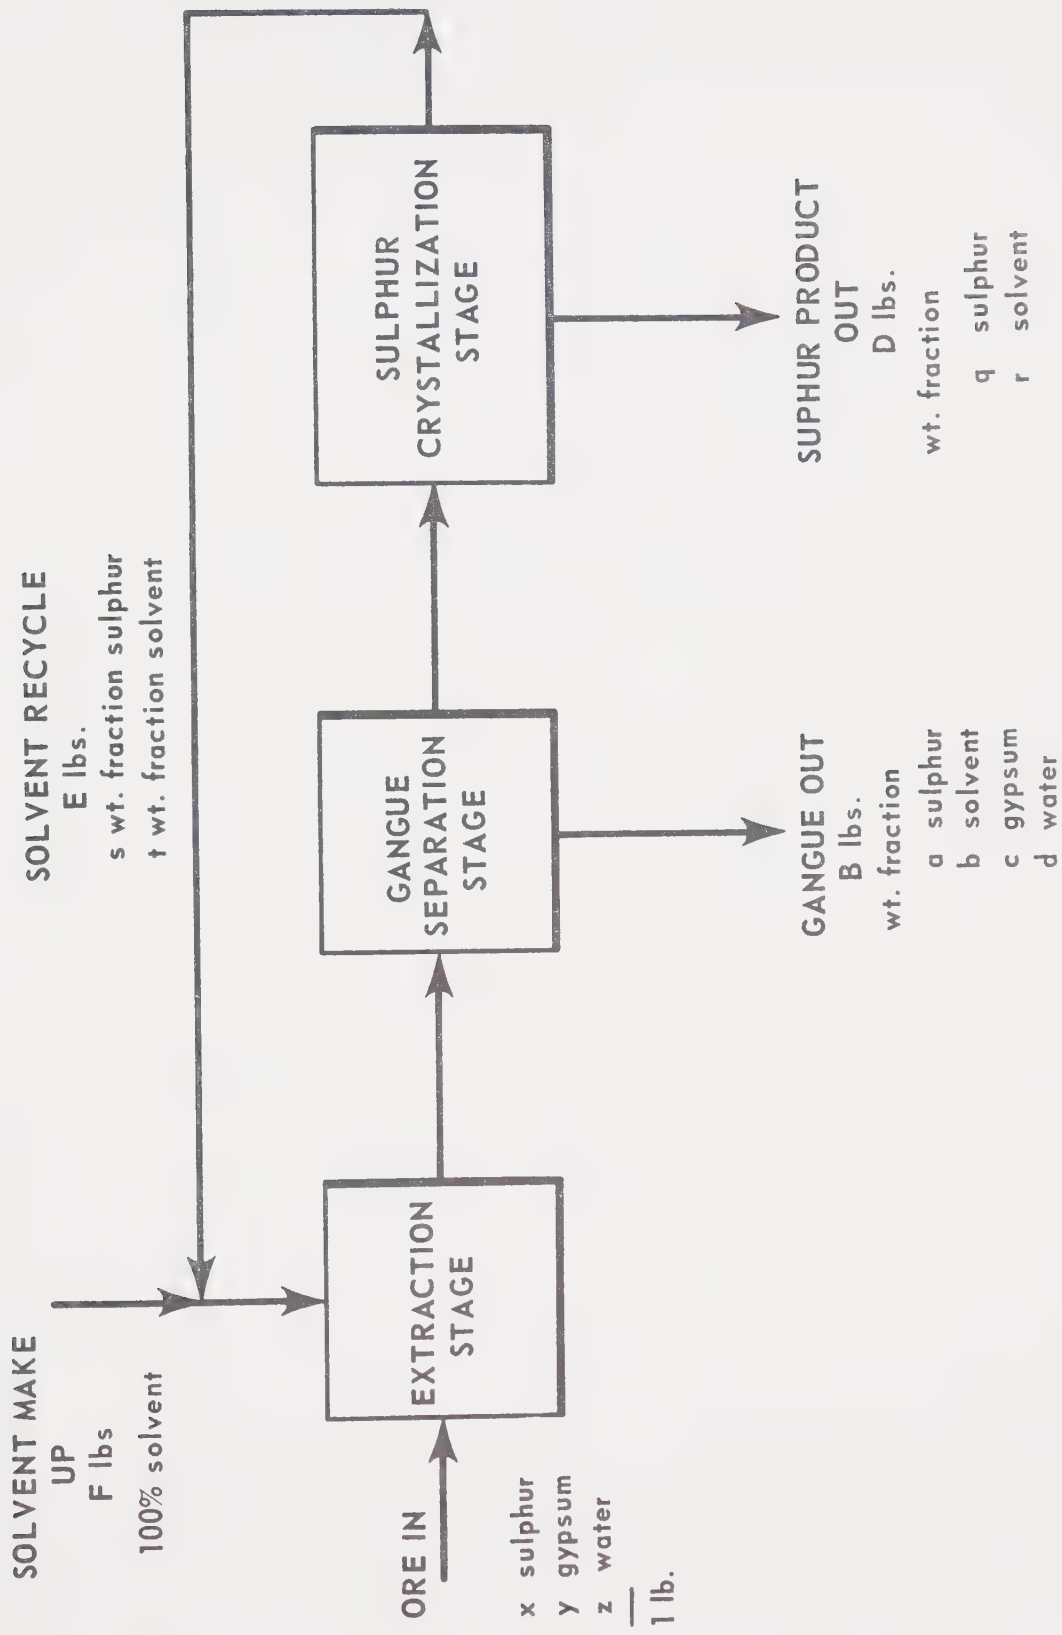 SOLVENT MAKE
UP
F lbs
100% solvent
SOLVENT RECYCLE
E lbs.
s wt. fraction sulphur
t wt. fraction solvent
ORE IN
x sulphur
y gypsum
z water
1 lb.
EXTRACTION
STAGE
GANGUE
SEPARATION
STAGE
SULPHUR
CRYSTALLIZATION
STAGE
GANGUE OUT
B lbs.
wt. fraction
a sulphur
b solvent
c gypsum
d water
SUPHUR PRODUCT
OUT
D lbs.
wt. fraction
q sulphur
r solvent